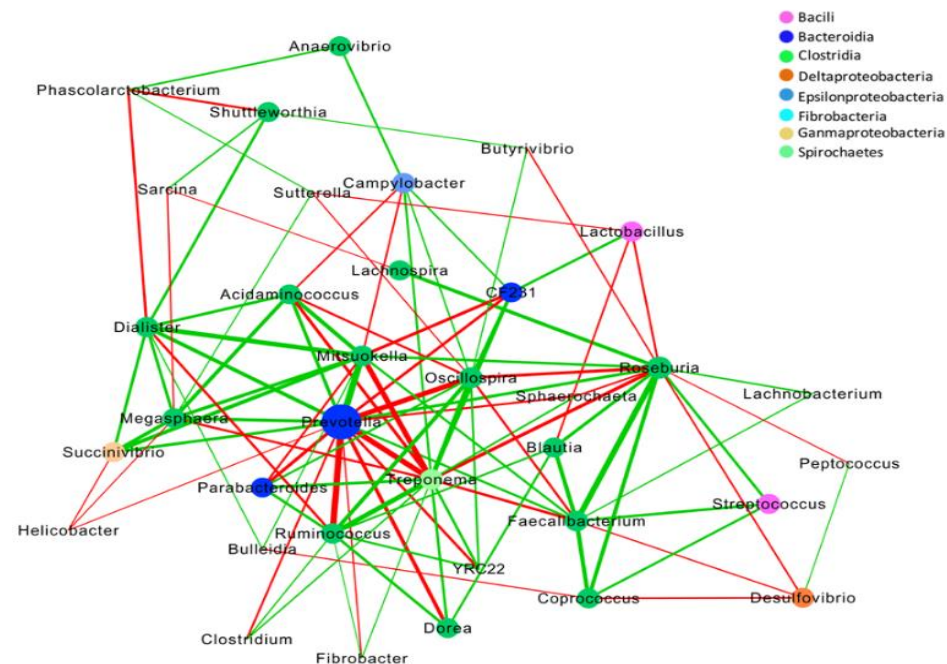 Bacili
Bacteroidia
Clostridia
Deltaproteobacteria
Epsilonproteobacteria
Fibrobacteria
Ganmaproteobacteria
Spirochaetes
Anaerovibrio
Phascolarctobacterium
Shuttleworthia
Butyrivibrio
Sarcina
Sutterella
Campylobacter
Lactobacillus
Lachnospira
Acidaminococcus
CF231
Dialister
Mitsuokella
Oscillospira
Roseburia
Sphaerochaeta
Lachnobacterium
Megasphaera
Prevotella
Succinivibrio
Blautia
Peptococcus
Parabacteroides
Treponema
Streptococcus
Helicobacter
Ruminococcus
Faecalibacterium
Bulleidia
YRC22
Coprococcus
Desulfovibrio
Clostridium
Dorea
Fibrobacter